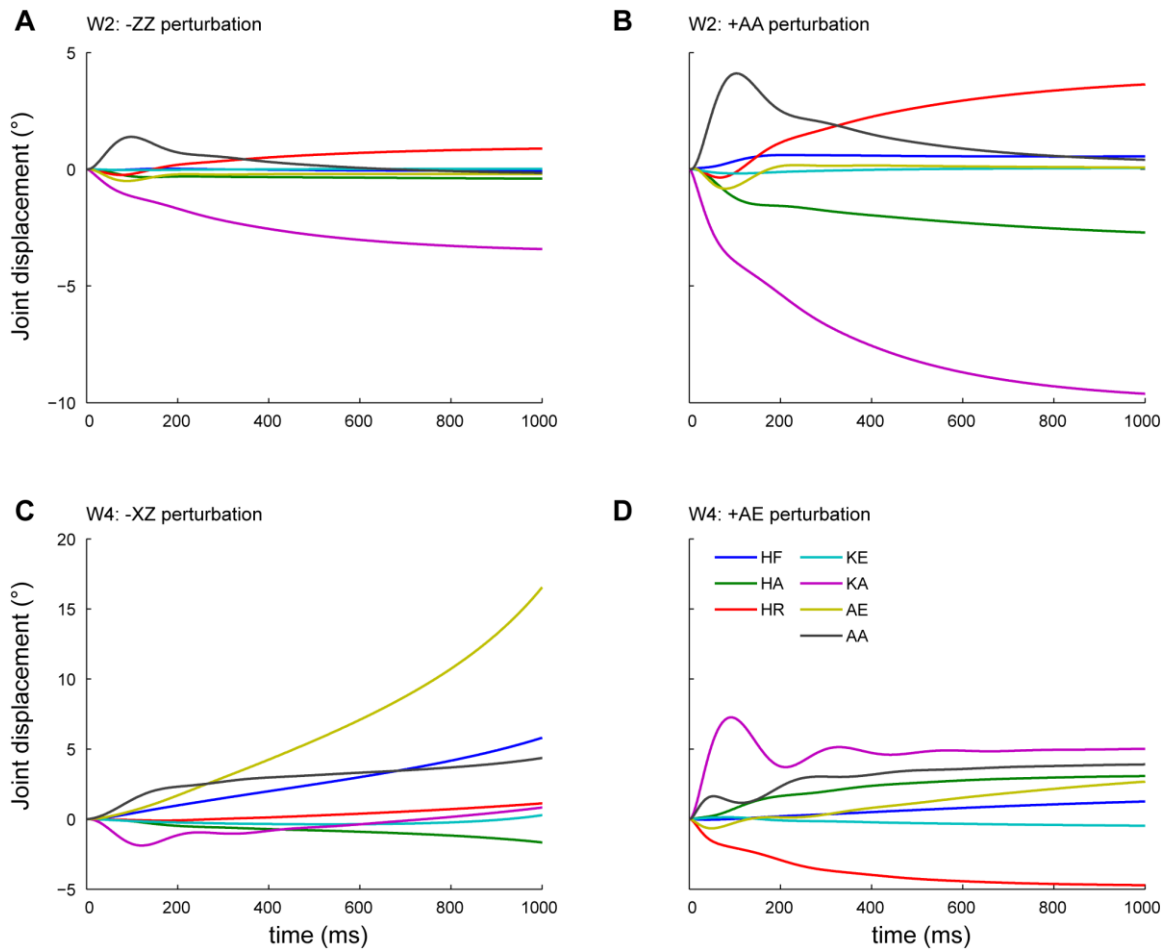 A
W2: -ZZ perturbation
Joint displacement (°)
5
0
−5
−10
0 200 400 600 800 1000
B
W2: +AA perturbation
0 200 400 600 800 1000
C
W4: -XZ perturbation
Joint displacement (°)
20
15
10
5
0
−5
0 200 400 600 800 1000
time (ms)
D
W4: +AE perturbation
HF KE
HA KA
HR AE
AA
0 200 400 600 800 1000
time (ms)